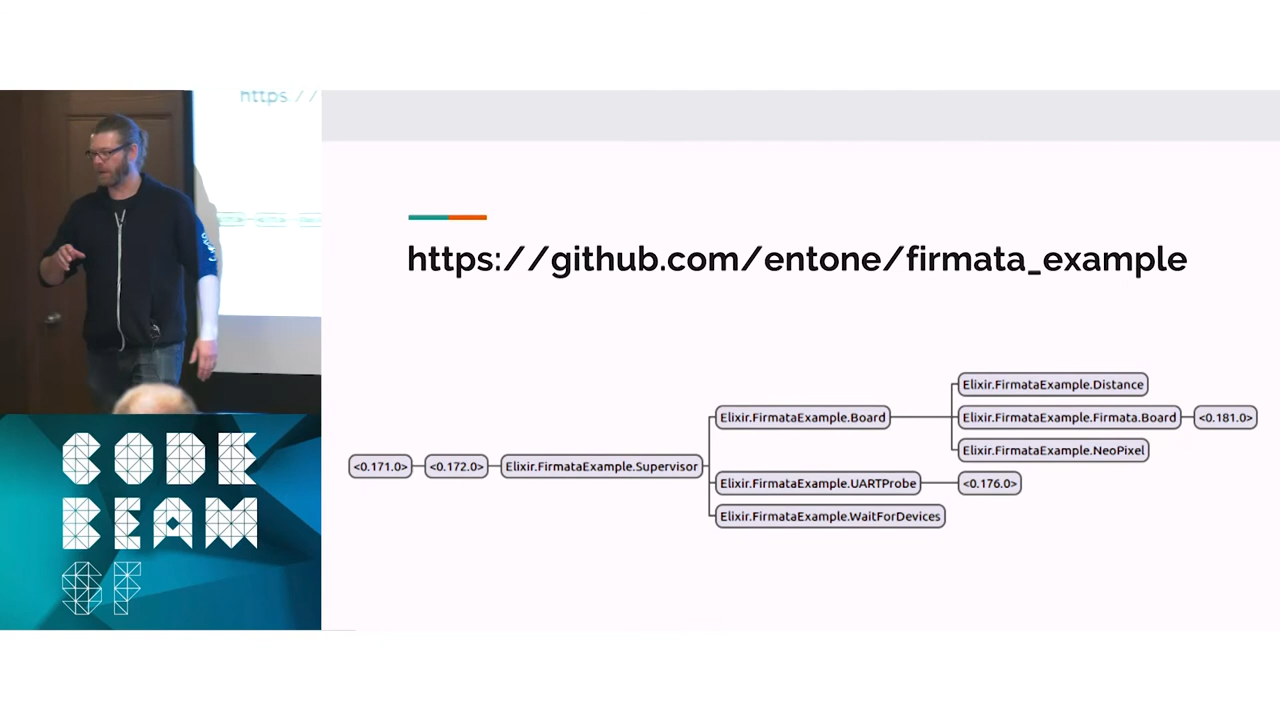 https://
https://github.com/entone/firmata_example
Elixir.FirmataExample.Distance
Elixir.FirmataExample.Board
Elixir.FirmataExample.Firmata.Board
<0.181.0>
Elixir.FirmataExample.NeoPixel
<0.171.0>
<0.172.0>
Elixir.FirmataExample.Supervisor
Elixir.FirmataExample.UARTProbe
<0.176.0>
Elixir.FirmataExample.WaitForDevices
CODE
BEAM
SF